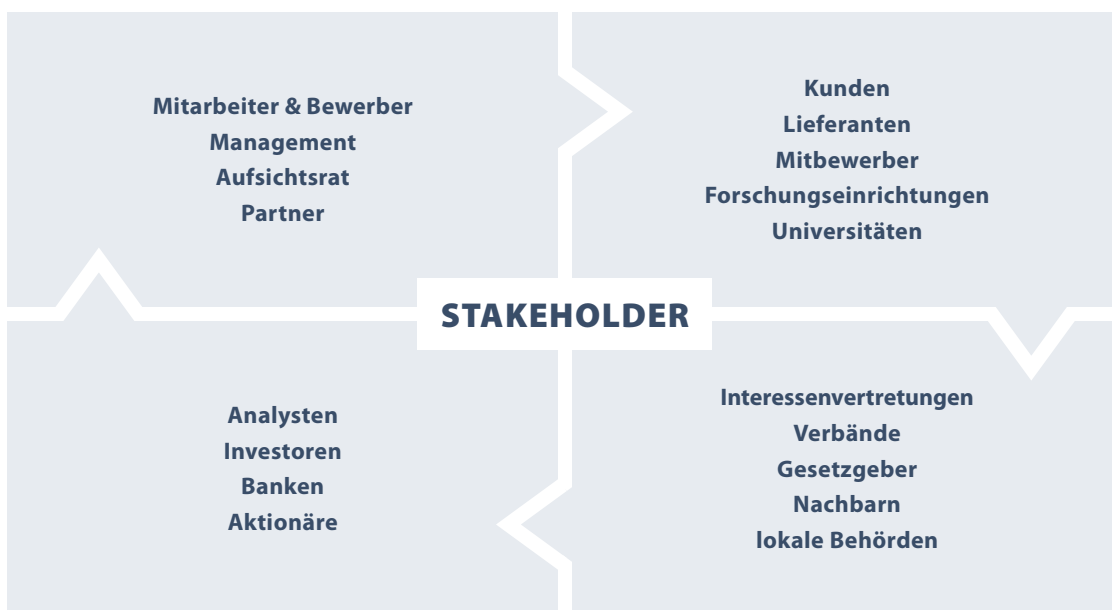 Mitarbeiter & Bewerber
Management
Aufsichtsrat
Partner
Kunden
Lieferanten
Mitbewerber
Forschungseinrichtungen
Universitäten
STAKEHOLDER
Analysten
Investoren
Banken
Aktionäre
Interessenvertretungen
Verbände
Gesetzgeber
Nachbarn
lokale Behörden